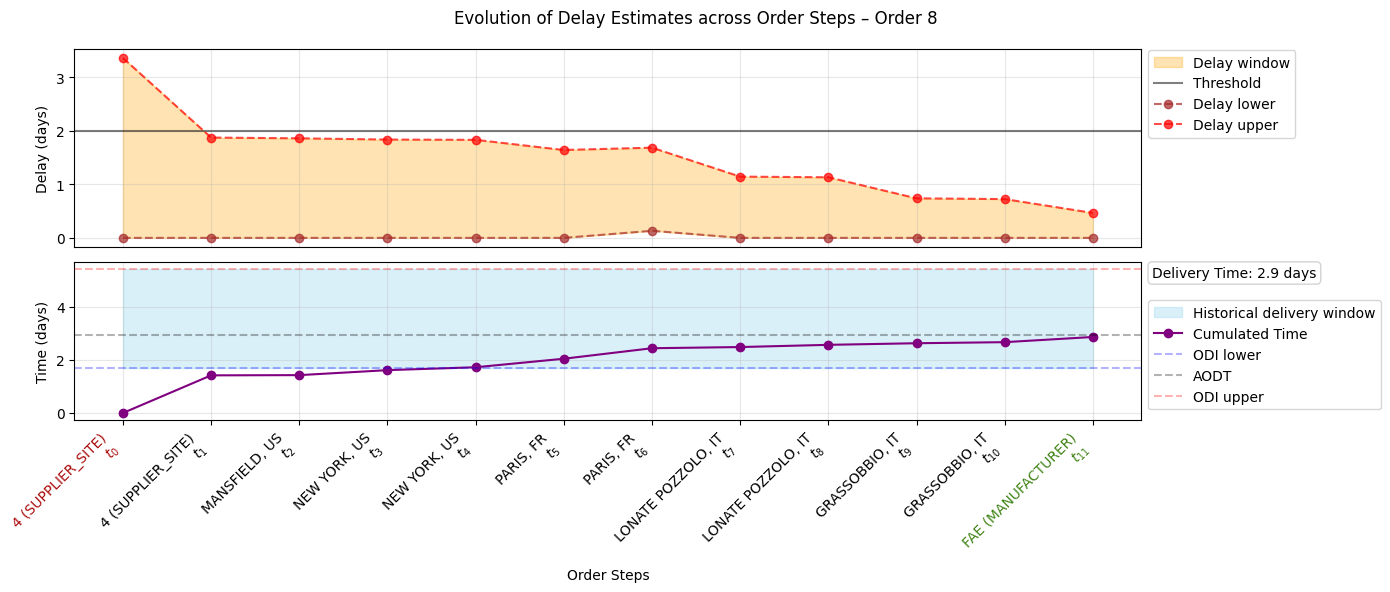 Evolution of Delay Estimates across Order Steps – Order 8
Delay (days)
3
2
1
0
Delay window
Threshold
Delay lower
Delay upper
Time (days)
4
2
0
Delivery Time: 2.9 days
Historical delivery window
Cumulated Time
ODI lower
AODT
ODI upper
4 (SUPPLIER_SITE)
t0
4 (SUPPLIER_SITE)
t1
MANSFIELD, US
t2
NEW YORK, US
t3
NEW YORK, US
t4
PARIS, FR
t5
PARIS, FR
t6
LONATE POZZOLO, IT
t7
LONATE POZZOLO, IT
t8
GRASSOBBIO, IT
t9
GRASSOBBIO, IT
t10
FAE (MANUFACTURER)
t11
Order Steps